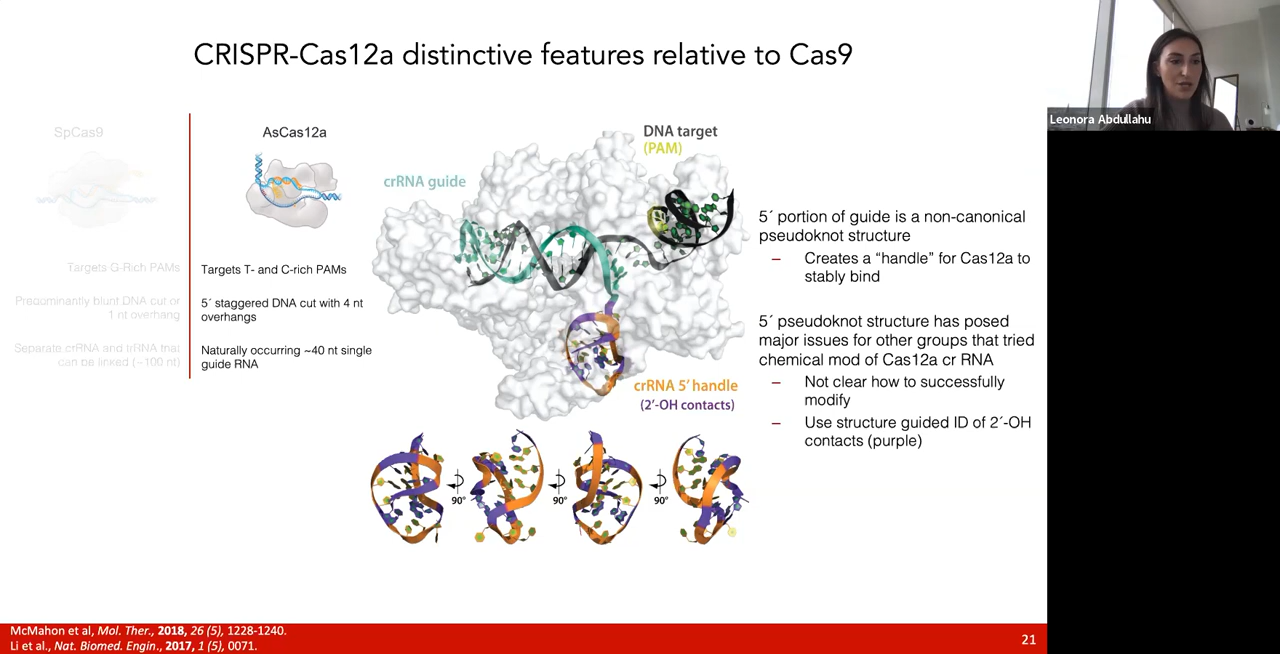 CRISPR-Cas12a distinctive features relative to Cas9
Leonora Abdullahu
SpCas9
Targets G-Rich PAMs
Predominantly blunt DNA cut or
1 nt overhang
Separate crRNA and trRNA that
can be linked (~100 nt)
AsCas12a
Targets T- and C-rich PAMs
5´ staggered DNA cut with 4 nt
overhangs
Naturally occurring ~40 nt single
guide RNA
DNA target
(PAM)
crRNA guide
crRNA 5’ handle
(2’-OH contacts)
90°
90°
90°
5´ portion of guide is a non-canonical
pseudoknot structure
– Creates a “handle” for Cas12a to
stably bind
5´ pseudoknot structure has posed
major issues for other groups that tried
chemical mod of Cas12a cr RNA
– Not clear how to successfully
modify
– Use structure guided ID of 2´-OH
contacts (purple)
McMahon et al, Mol. Ther., 2018, 26 (5), 1228-1240.
Li et al., Nat. Biomed. Engin., 2017, 1 (5), 0071.
21